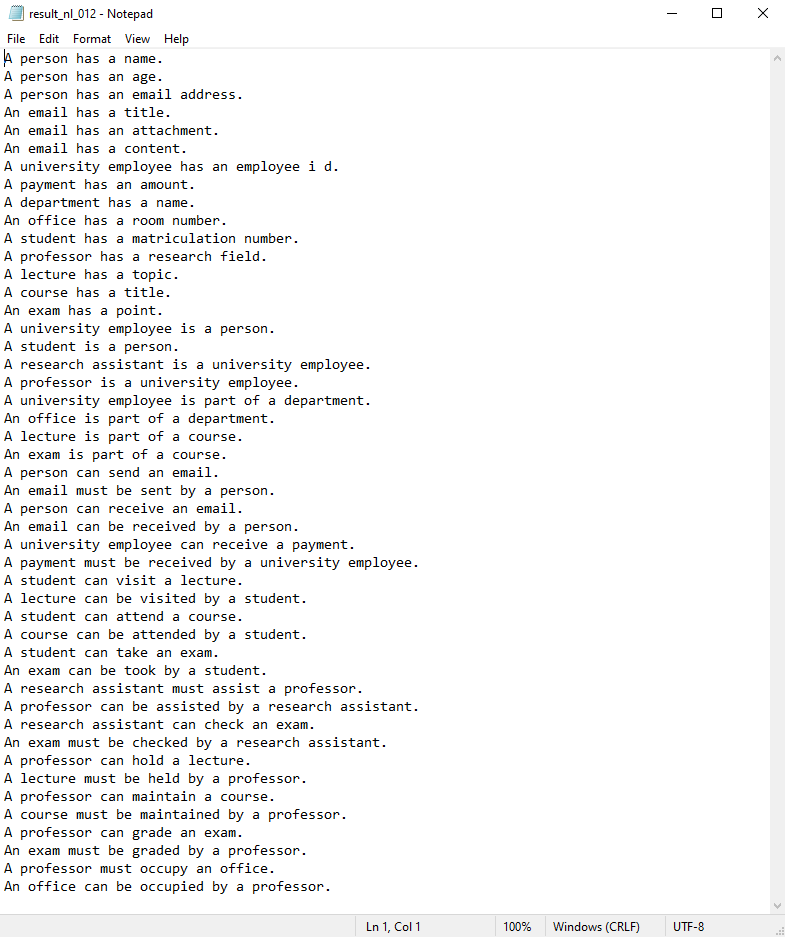 result_nl_012 - Notepad
File Edit Format View Help
A person has a name.
A person has an age.
A person has an email address.
An email has a title.
An email has an attachment.
An email has a content.
A university employee has an employee i d.
A payment has an amount.
A department has a name.
An office has a room number.
A student has a matriculation number.
A professor has a research field.
A lecture has a topic.
A course has a title.
An exam has a point.
A university employee is a person.
A student is a person.
A research assistant is a university employee.
A professor is a university employee.
A university employee is part of a department.
An office is part of a department.
A lecture is part of a course.
An exam is part of a course.
A person can send an email.
An email must be sent by a person.
A person can receive an email.
An email can be received by a person.
A university employee can receive a payment.
A payment must be received by a university employee.
A student can visit a lecture.
A lecture can be visited by a student.
A student can attend a course.
A course can be attended by a student.
A student can take an exam.
An exam can be took by a student.
A research assistant must assist a professor.
A professor can be assisted by a research assistant.
A research assistant can check an exam.
An exam must be checked by a research assistant.
A professor can hold a lecture.
A lecture must be held by a professor.
A professor can maintain a course.
A course must be maintained by a professor.
A professor can grade an exam.
An exam must be graded by a professor.
A professor must occupy an office.
An office can be occupied by a professor.
Ln 1, Col 1 100% Windows (CRLF) UTF-8